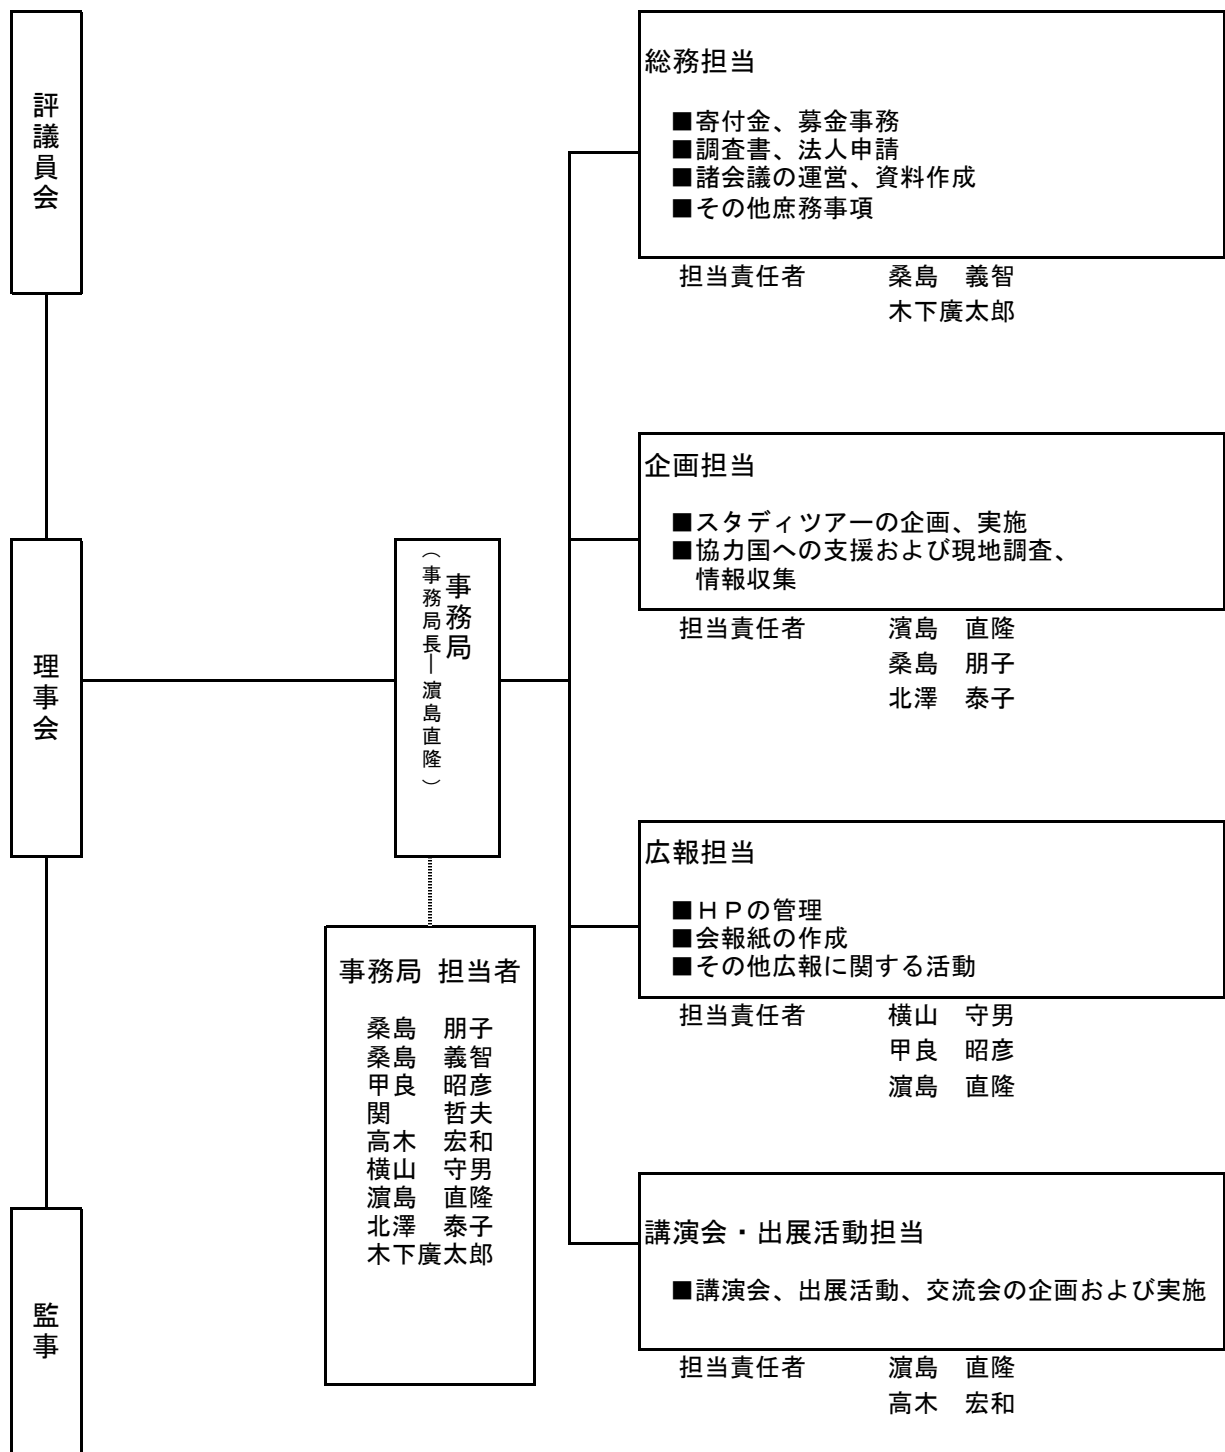 評議員会
理事会
監事
事務局
（事務局長―濵島直隆）
事務局 担当者
桑島　朋子
桑島　義智
甲良　昭彦
関　　哲夫
高木　宏和
横山　守男
濵島　直隆
北澤　泰子
木下廣太郎
総務担当
■寄付金、募金事務
■調査書、法人申請
■諸会議の運営、資料作成
■その他庶務事項
担当責任者　桑島　義智
木下廣太郎
企画担当
■スタディツアーの企画、実施
■協力国への支援および現地調査、
情報収集
担当責任者　濱島　直隆
桑島　朋子
北澤　泰子
広報担当
■ＨＰの管理
■会報紙の作成
■その他広報に関する活動
担当責任者　横山　守男
甲良　昭彦
濵島　直隆
講演会・出展活動担当
■講演会、出展活動、交流会の企画および実施
担当責任者　濵島　直隆
高木　宏和